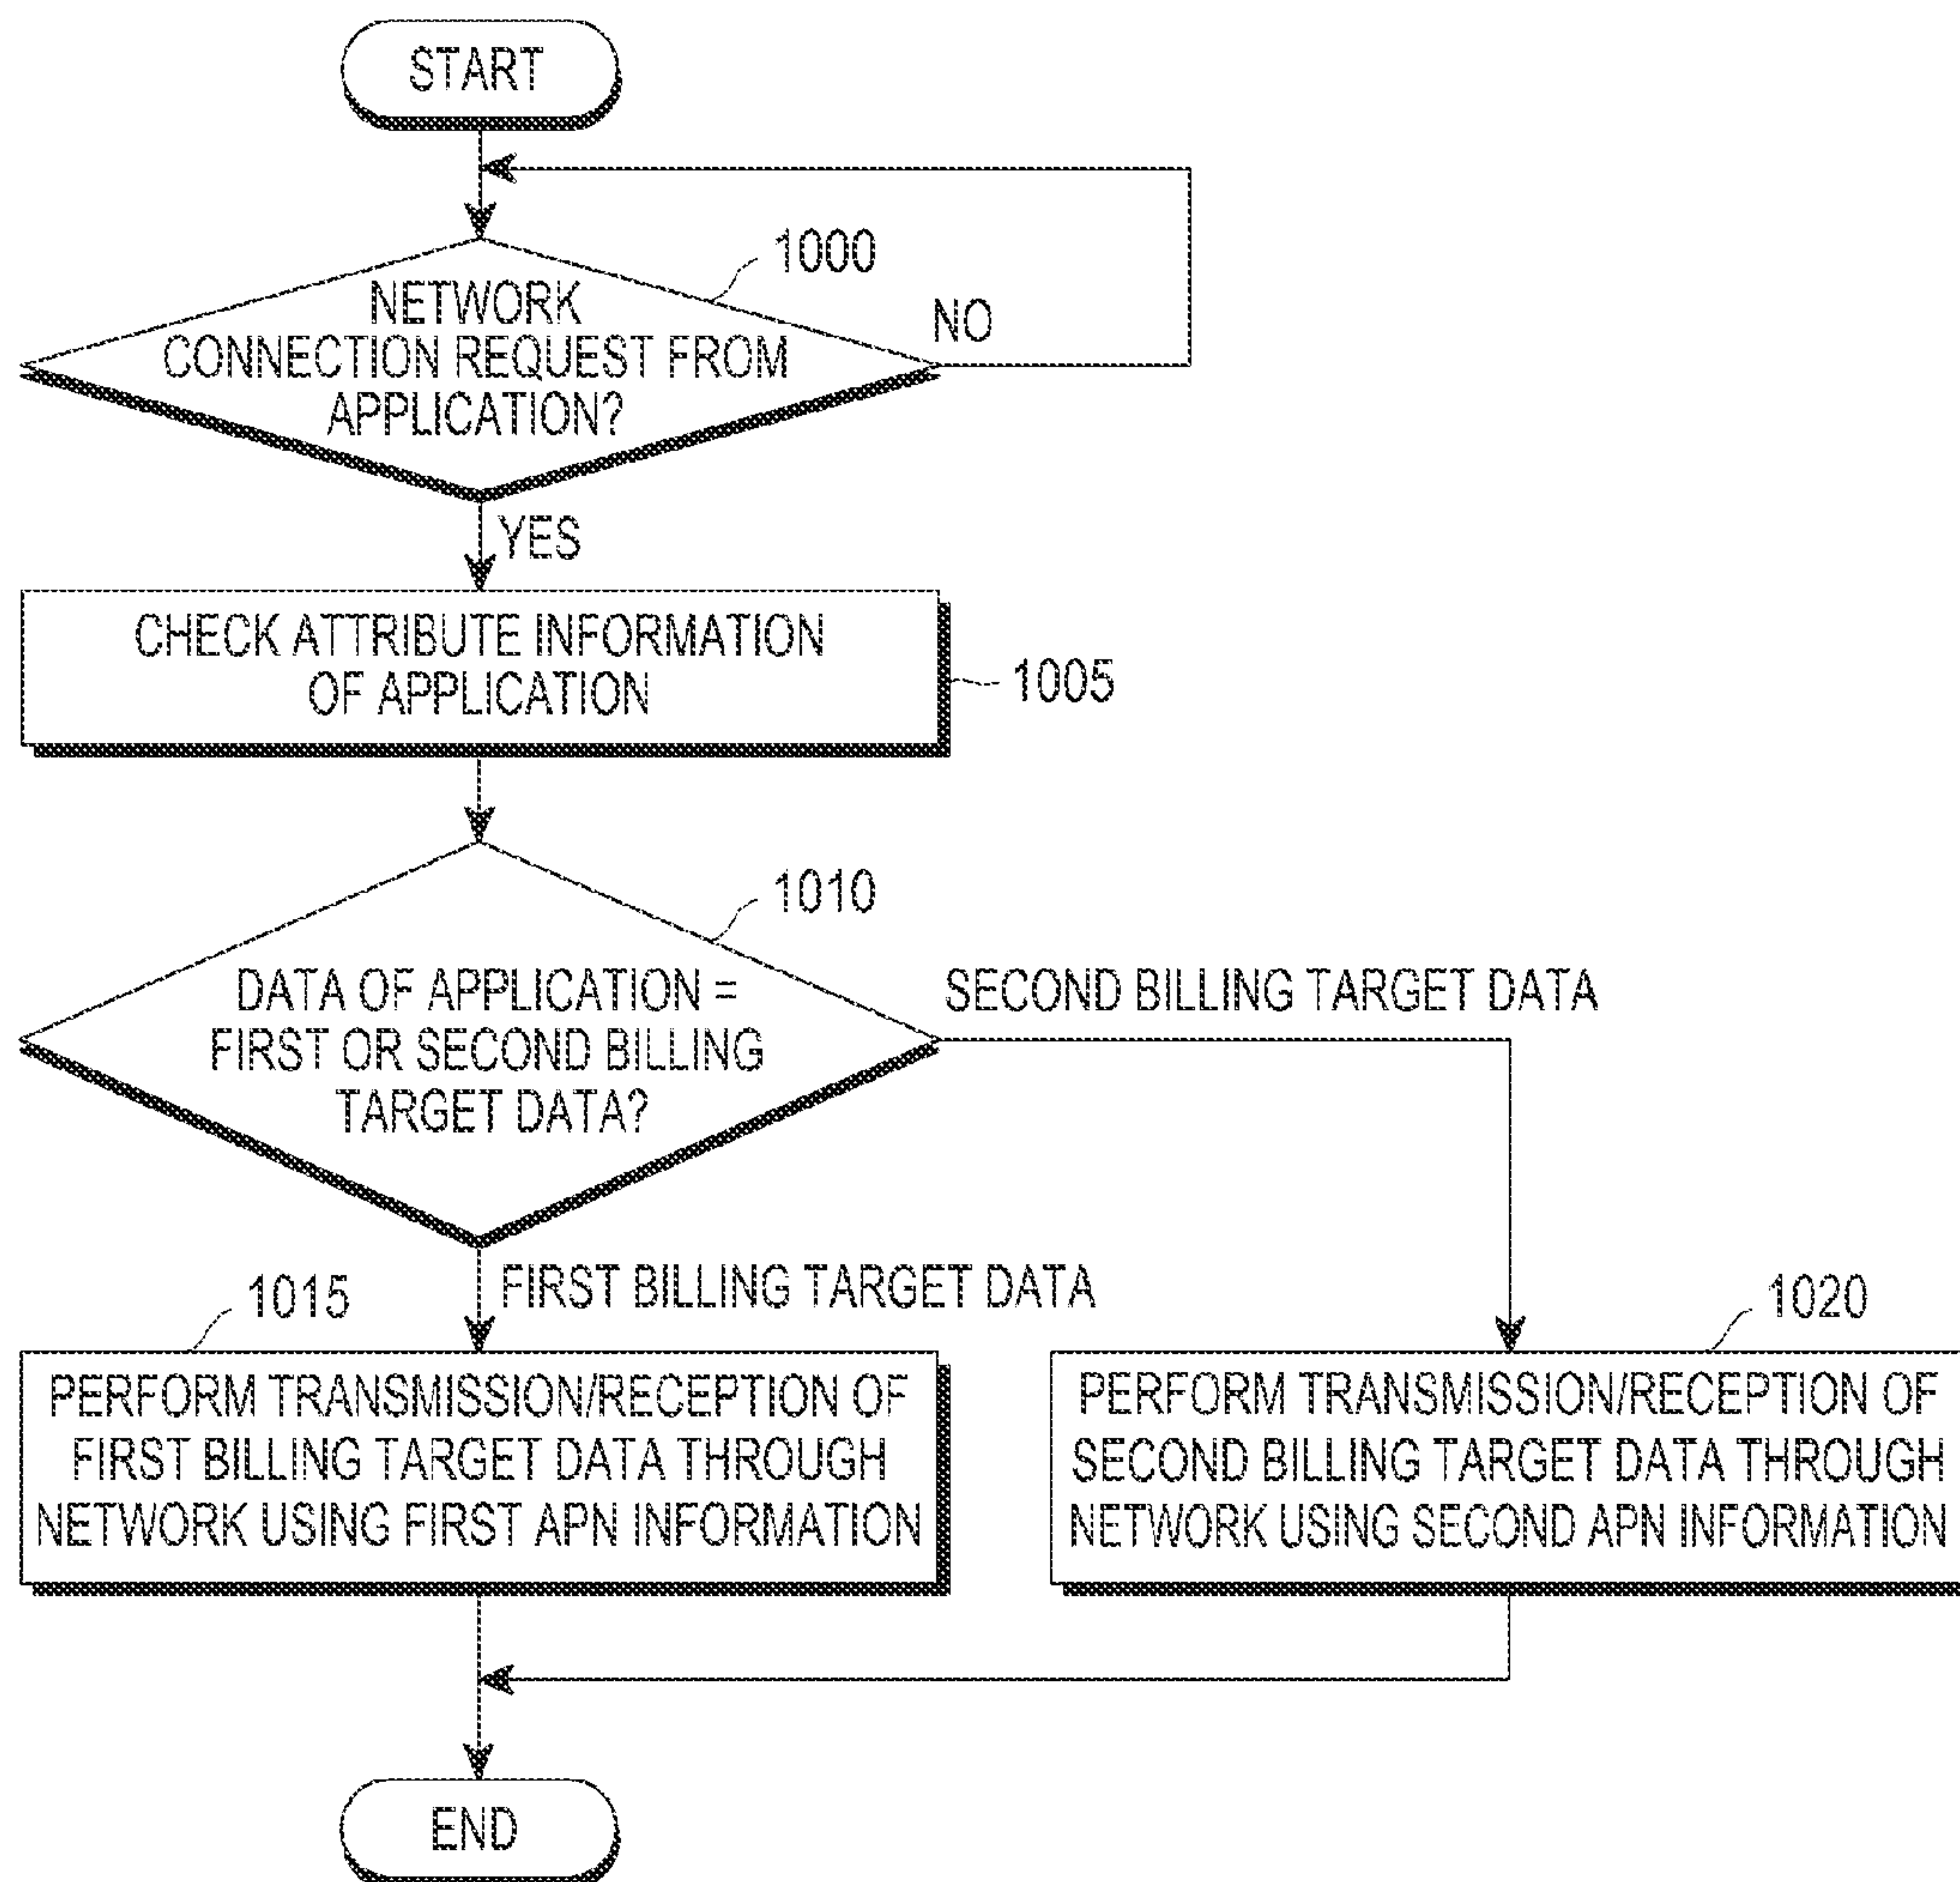 START
1000
NETWORK
CONNECTION REQUEST FROM
APPLICATION?
NO
YES
CHECK ATTRIBUTE INFORMATION
OF APPLICATION
1005
1010
DATA OF APPLICATION =
FIRST OR SECOND BILLING
TARGET DATA?
SECOND BILLING TARGET DATA
FIRST BILLING TARGET DATA
1015
PERFORM TRANSMISSION/RECEPTION OF
FIRST BILLING TARGET DATA THROUGH
NETWORK USING FIRST APN INFORMATION
1020
PERFORM TRANSMISSION/RECEPTION OF
SECOND BILLING TARGET DATA THROUGH
NETWORK USING SECOND APN INFORMATION
END